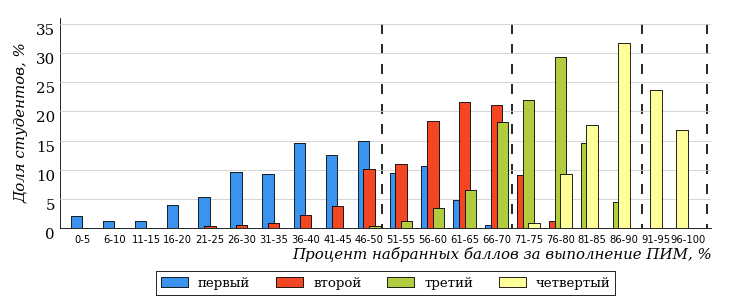 Доля студентов, %
35
30
25
20
15
10
5
0
0-5 6-10 11-15 16-20 21-25 26-30 31-35 36-40 41-45 46-50 51-55 56-60 61-65 66-70 71-75 76-80 81-85 86-90 91-95 96-100
Процент набранных баллов за выполнение ПИМ, %
первый второй третий четвертый